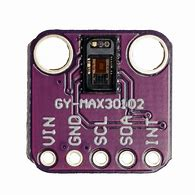 GY-MAX30102
VIN GND SCL SDA INT